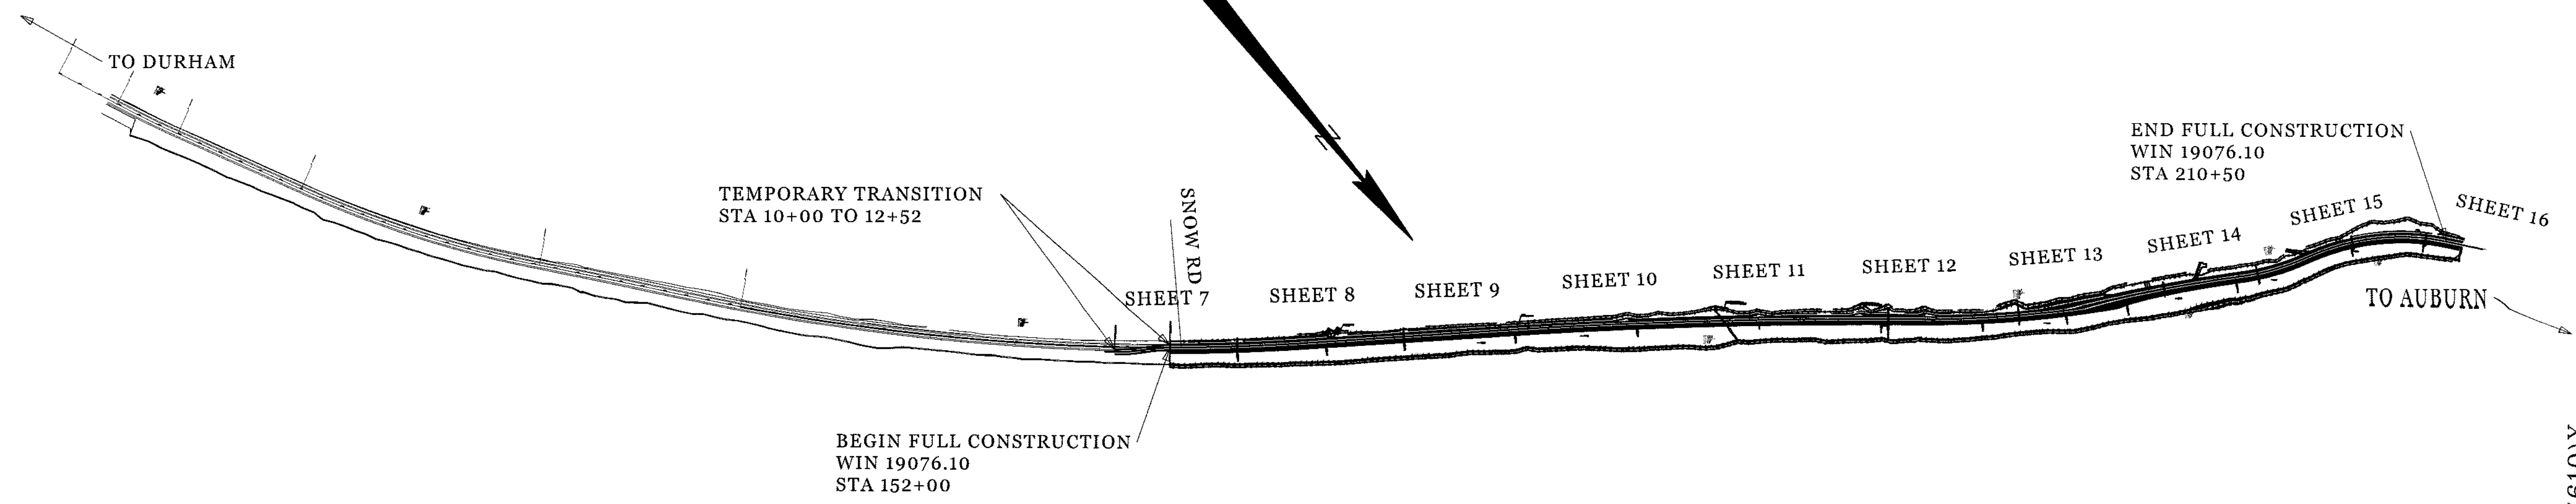 TO DURHAM
TEMPORARY TRANSITION
STA 10+00 TO 12+52
BEGIN FULL CONSTRUCTION
WIN 19076.10
STA 152+00
SNOW RD
SHEET 7
SHEET 8
SHEET 9
SHEET 10
SHEET 11
SHEET 12
SHEET 13
SHEET 14
SHEET 15
SHEET 16
N
END FULL CONSTRUCTION
WIN 19076.10
STA 210+50
TO AUBURN